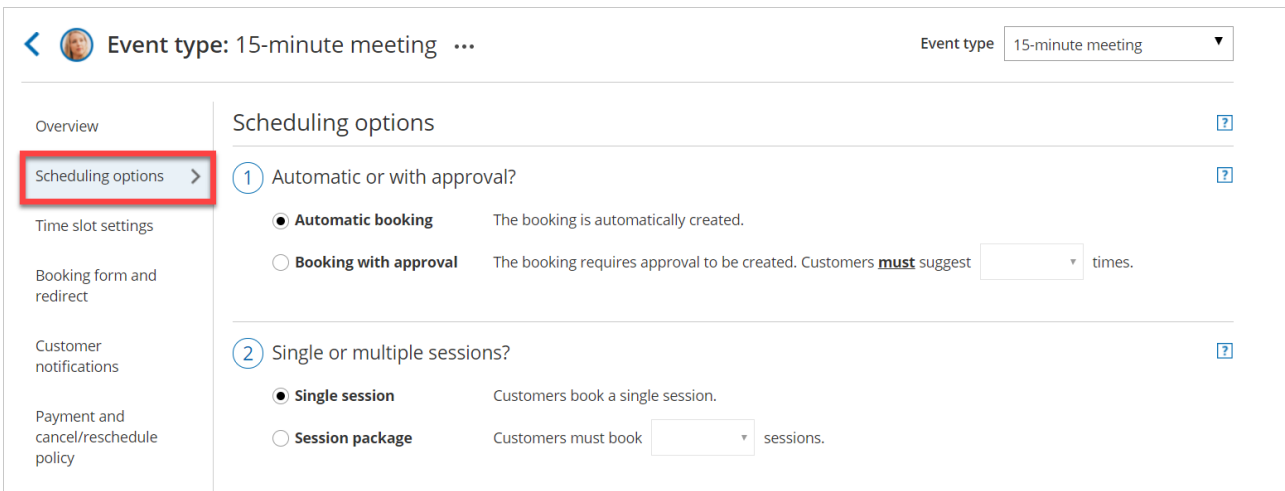 Event type: 15-minute meeting ...
Event type 15-minute meeting
Overview
Scheduling options
Time slot settings
Booking form and
redirect
Customer
notifications
Payment and
cancel/reschedule
policy
Scheduling options ?
1 Automatic or with approval? ?
Automatic booking The booking is automatically created.
Booking with approval The booking requires approval to be created. Customers must suggest times.
2 Single or multiple sessions? ?
Single session Customers book a single session.
Session package Customers must book sessions.